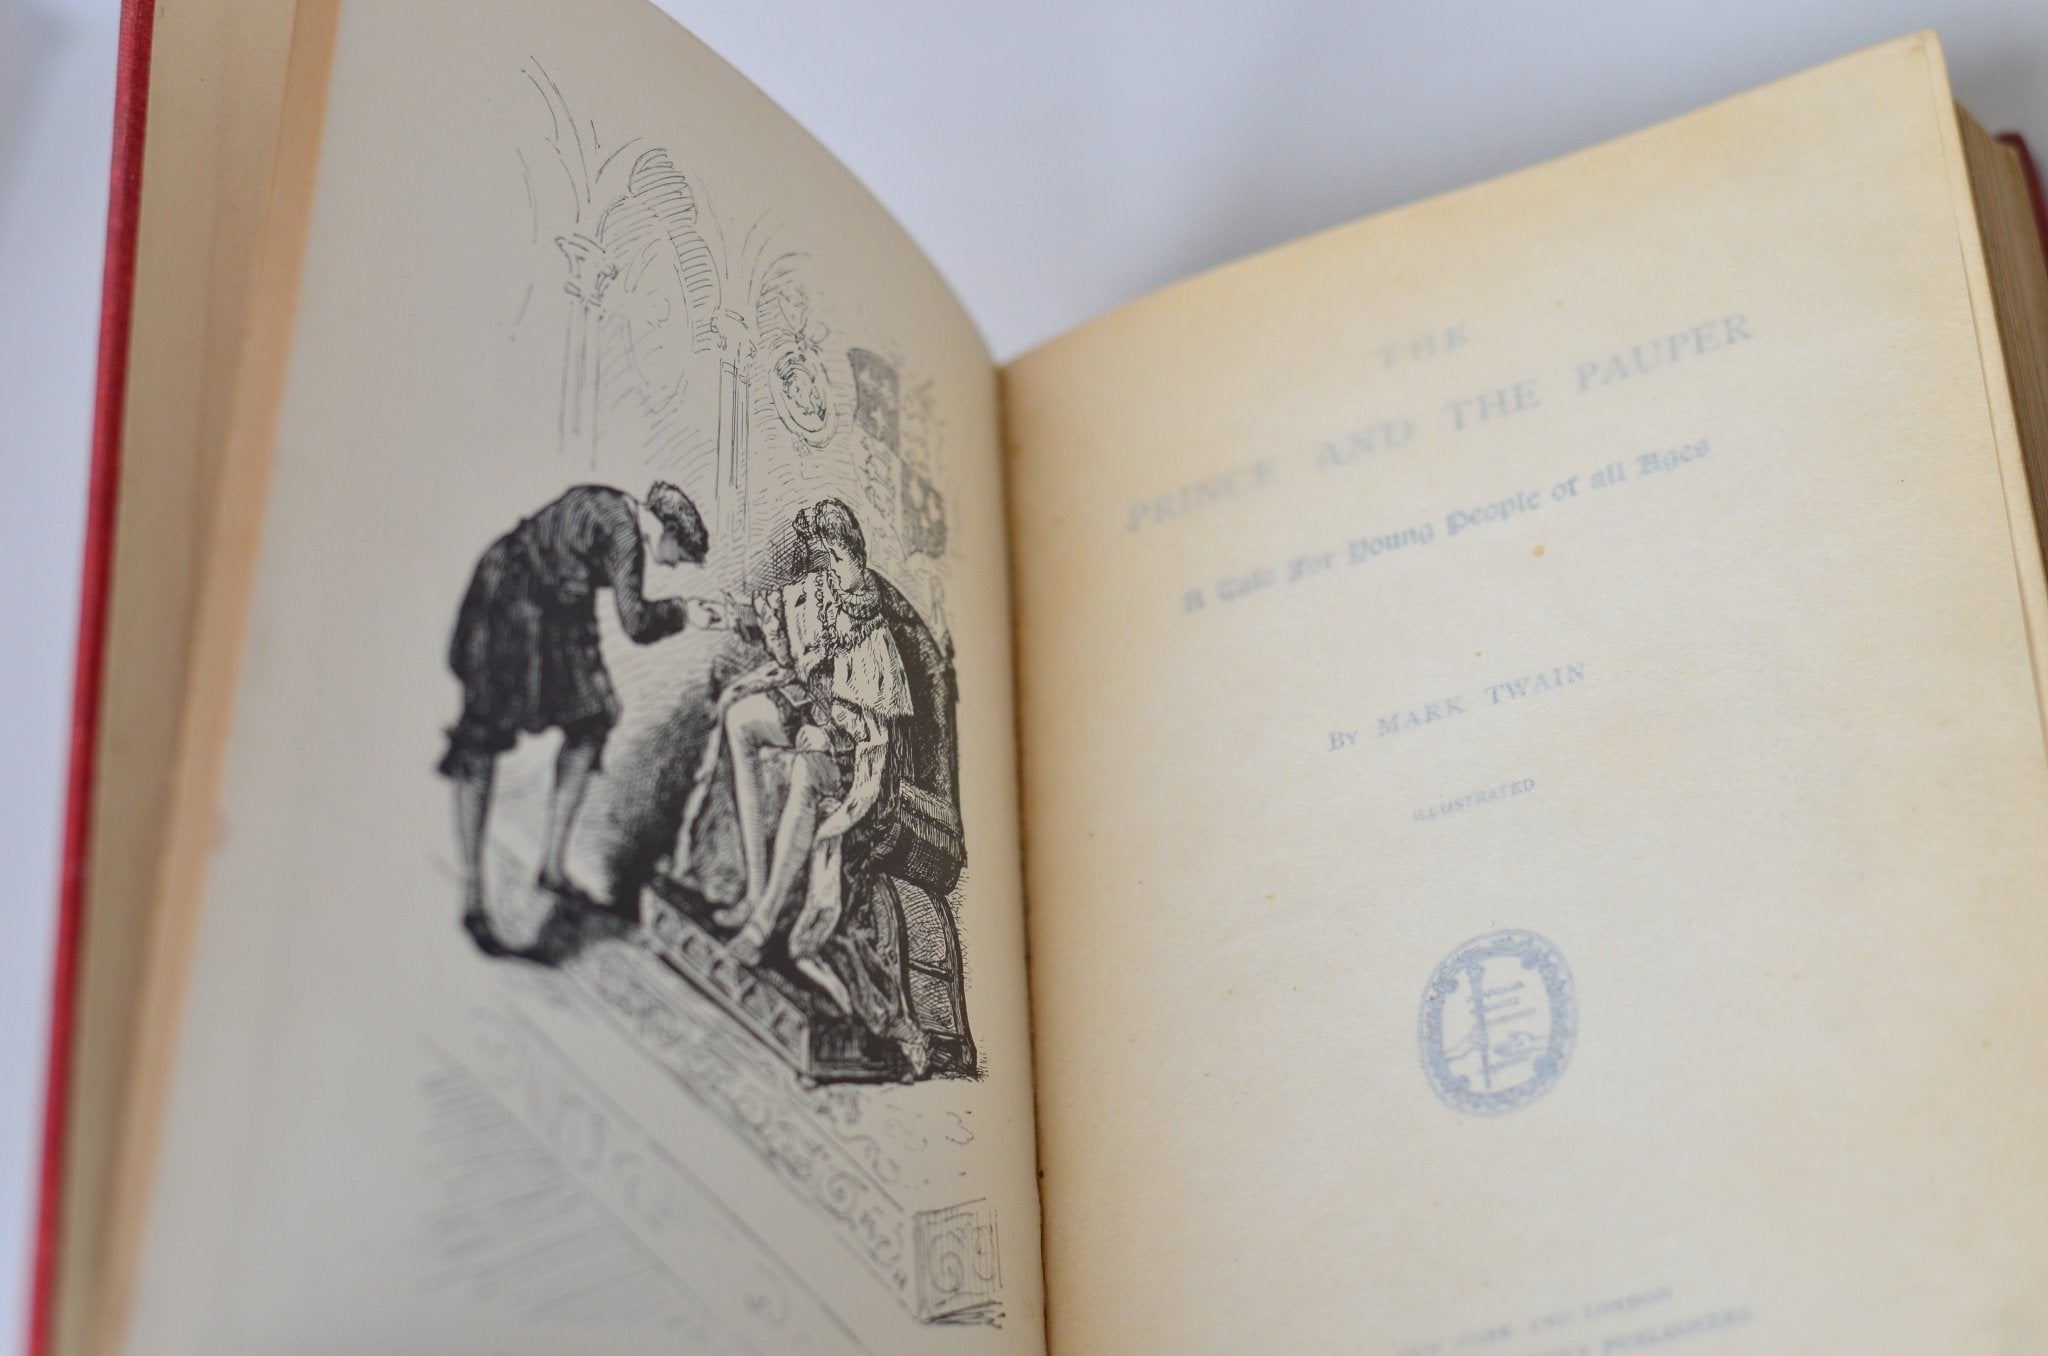 THE
PRINCE AND THE PAUPER
A Tale For Young People of all Ages
By MARK TWAIN
ILLUSTRATED
NEW YORK AND LONDON
PUBLISHERS